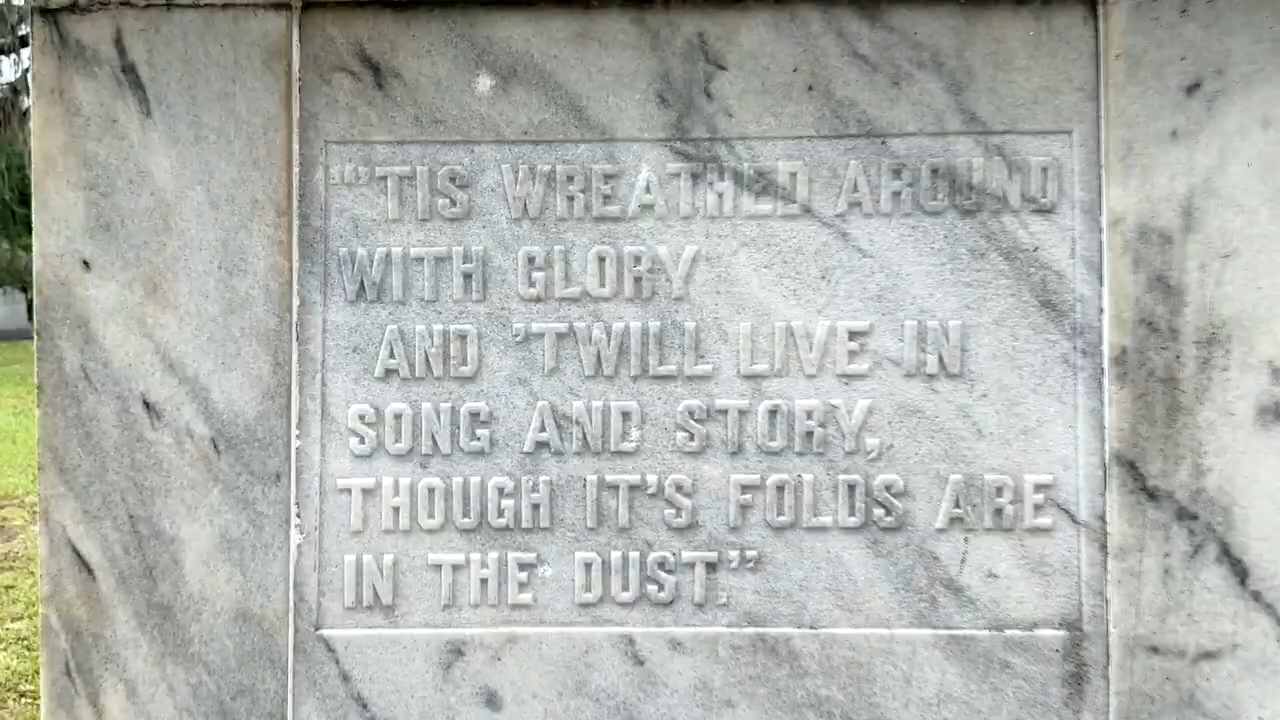 "'TIS WREATHED AROUND
WITH GLORY
AND 'TWILL LIVE IN
SONG AND STORY,
THOUGH IT'S FOLDS ARE
IN THE DUST."